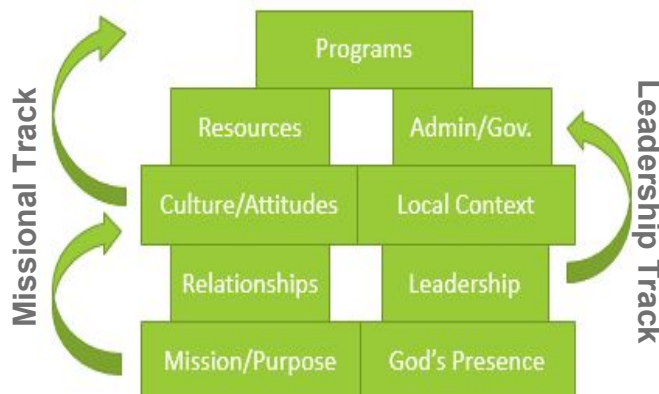 Missional Track
Programs
Resources
Admin/Gov.
Culture/Attitudes
Local Context
Relationships
Leadership
Mission/Purpose
God's Presence
Leadership Track